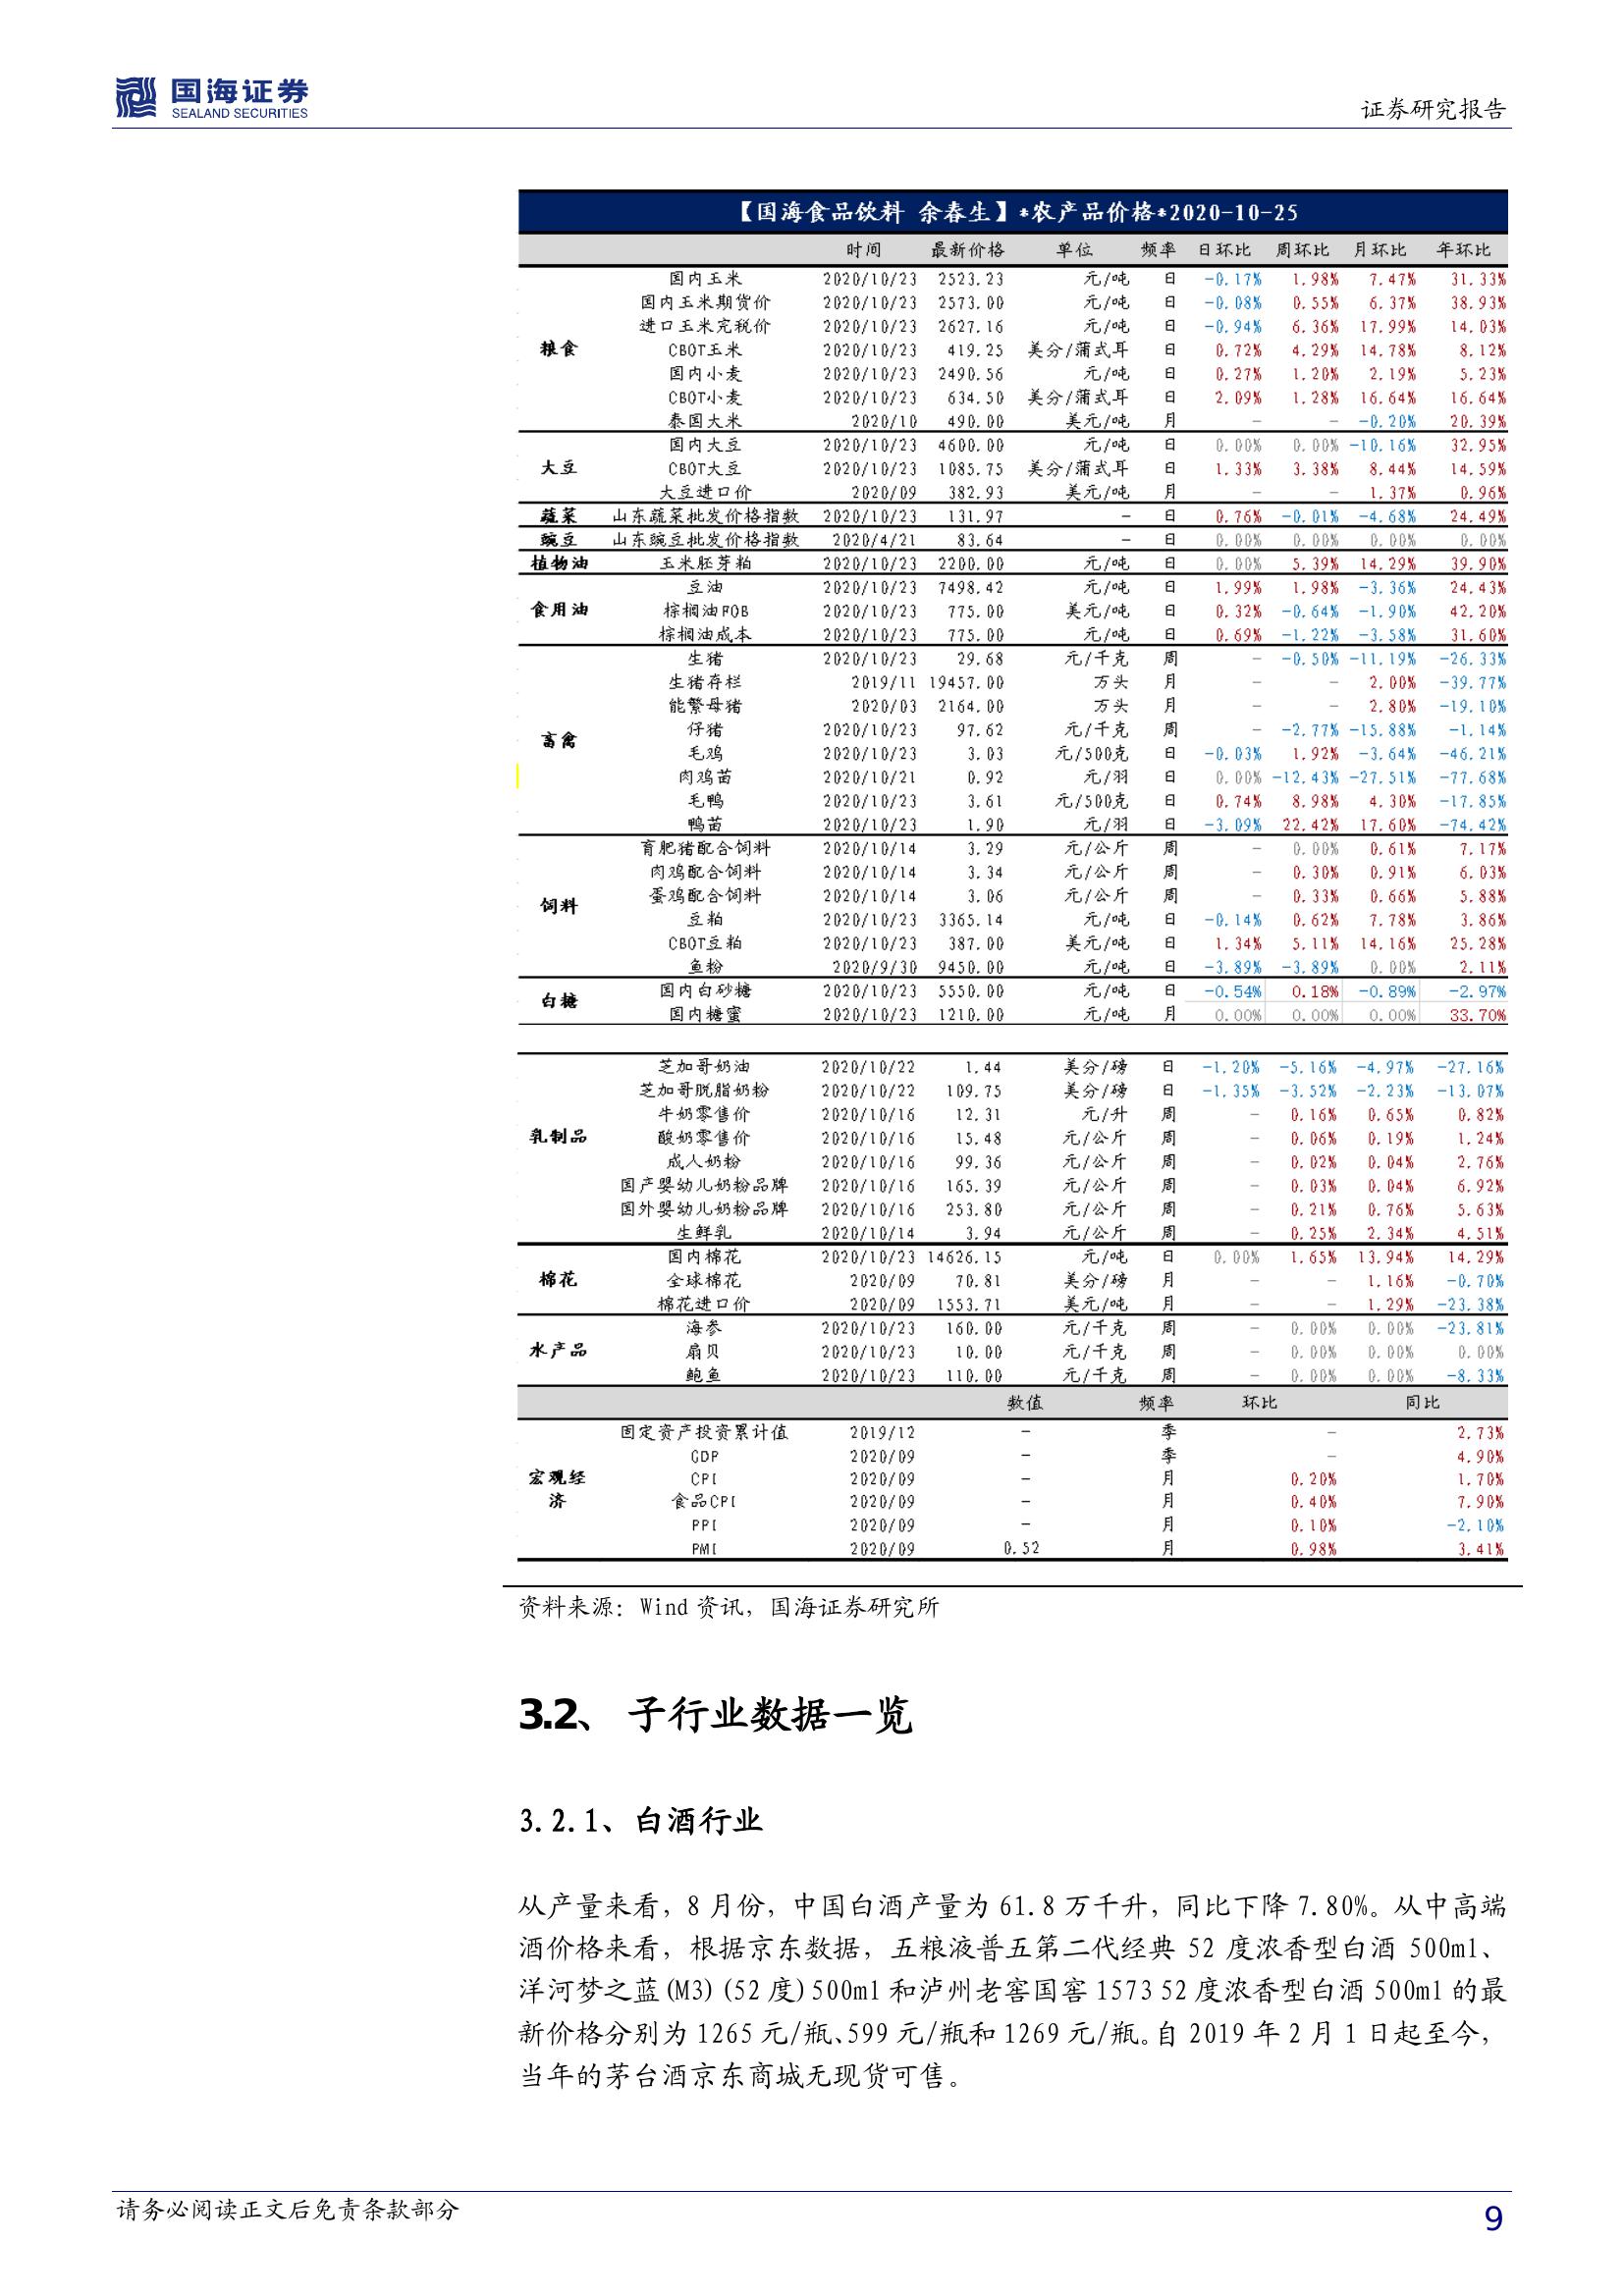 国海证券
SEALAND SECURITIES
证券研究报告
【国海食品饮料 余春生】*农产品价格*2020-10-25
时间 最新价格 单位 频率 日环比 周环比 月环比 年环比
国内玉米 2020/10/23 2523.23 元/吨 日 -0.17% 1.98% 7.47% 31.33%
国内玉米期货价 2020/10/23 2573.00 元/吨 日 -0.08% 0.55% 6.37% 38.93%
进口玉米完税价 2020/10/23 2627.16 元/吨 日 -0.94% 6.36% 17.99% 14.03%
粮食 CBOT玉米 2020/10/23 419.25 美分/蒲式耳 日 0.72% 4.29% 14.78% 8.12%
国内小麦 2020/10/23 2490.56 元/吨 日 0.27% 1.20% 2.19% 5.23%
CBOT小麦 2020/10/23 634.50 美分/蒲式耳 日 2.09% 1.28% 16.64% 16.64%
泰国大米 2020/10 490.00 美元/吨 月 - - -0.20% 20.39%
国内大豆 2020/10/23 4600.00 元/吨 日 0.00% 0.00% -10.16% 32.95%
大豆 CBOT大豆 2020/10/23 1085.75 美分/蒲式耳 日 1.33% 3.38% 8.44% 14.59%
大豆进口价 2020/09 382.93 美元/吨 月 - - 1.37% 0.96%
蔬菜 山东蔬菜批发价格指数 2020/10/23 131.97 - 日 0.76% -0.01% -4.68% 24.49%
豌豆 山东豌豆批发价格指数 2020/4/21 83.64 - 日 0.00% 0.00% 0.00% 0.00%
植物油 玉米胚芽粕 2020/10/23 2200.00 元/吨 日 0.00% 5.39% 14.29% 39.90%
豆油 2020/10/23 7498.42 元/吨 日 1.99% 1.98% -3.36% 24.43%
食用油 棕榈油FOB 2020/10/23 775.00 美元/吨 日 0.32% -0.64% -1.90% 42.20%
棕榈油成本 2020/10/23 775.00 元/吨 日 0.69% -1.22% -3.58% 31.60%
生猪 2020/10/23 29.68 元/千克 周 - -0.50% -11.19% -26.33%
生猪存栏 2019/11 19457.00 万头 月 - - 2.00% -39.77%
能繁母猪 2020/03 2164.00 万头 月 - - 2.80% -19.10%
仔猪 2020/10/23 97.62 元/千克 周 - -2.77% -15.88% -1.14%
畜禽
毛鸡 2020/10/23 3.03 元/500克 日 -0.03% 1.92% -3.64% -46.21%
肉鸡苗 2020/10/21 0.92 元/羽 日 0.00% -12.43% -27.51% -77.68%
毛鸭 2020/10/23 3.61 元/500克 日 0.74% 8.98% 4.30% -17.85%
鸭苗 2020/10/23 1.90 元/羽 日 -3.09% 22.42% 17.60% -74.42%
育肥猪配合饲料 2020/10/14 3.29 元/公斤 周 - 0.00% 0.61% 7.17%
肉鸡配合饲料 2020/10/14 3.34 元/公斤 周 - 0.30% 0.91% 6.03%
蛋鸡配合饲料 2020/10/14 3.06 元/公斤 周 - 0.33% 0.66% 5.88%
饲料
豆粕 2020/10/23 3365.14 元/吨 日 -0.14% 0.62% 7.78% 3.86%
CBOT豆粕 2020/10/23 387.00 美元/吨 日 1.34% 5.11% 14.16% 25.28%
鱼粉 2020/9/30 9450.00 元/吨 日 -3.89% -3.89% 0.00% 2.11%
白糖 国内白砂糖 2020/10/23 5550.00 元/吨 日 -0.54% 0.18% -0.89% -2.97%
国内糖蜜 2020/10/23 1210.00 元/吨 月 0.00% 0.00% 0.00% 33.70%
芝加哥奶油 2020/10/22 1.44 美分/磅 日 -1.20% -5.16% -4.97% -27.16%
芝加哥脱脂奶粉 2020/10/22 109.75 美分/磅 日 -1.35% -3.52% -2.23% -13.07%
牛奶零售价 2020/10/16 12.31 元/升 周 - 0.16% 0.65% 0.82%
乳制品 酸奶零售价 2020/10/16 15.48 元/公斤 周 - 0.06% 0.19% 1.24%
成人奶粉 2020/10/16 99.36 元/公斤 周 - 0.02% 0.04% 2.76%
国产婴幼儿奶粉品牌 2020/10/16 165.39 元/公斤 周 - 0.03% 0.04% 6.92%
国外婴幼儿奶粉品牌 2020/10/16 253.80 元/公斤 周 - 0.21% 0.76% 5.63%
生鲜乳 2020/10/14 3.94 元/公斤 周 - 0.25% 2.34% 4.51%
国内棉花 2020/10/23 14626.15 元/吨 日 0.00% 1.65% 13.94% 14.29%
棉花 全球棉花 2020/09 70.81 美分/磅 月 - - 1.16% -0.70%
棉花进口价 2020/09 1553.71 美元/吨 月 - - 1.29% -23.38%
海参 2020/10/23 160.00 元/千克 周 - 0.00% 0.00% -23.81%
水产品 扇贝 2020/10/23 10.00 元/千克 周 - 0.00% 0.00% 0.00%
鲍鱼 2020/10/23 110.00 元/千克 周 - 0.00% 0.00% -8.33%
数值 频率 环比 同比
固定资产投资累计值 2019/12 - 季 - 2.73%
GDP 2020/09 - 季 - 4.90%
宏观经 CPI 2020/09 - 月 0.20% 1.70%
济 食品CPI 2020/09 - 月 0.40% 7.90%
PPI 2020/09 - 月 0.10% -2.10%
PMI 2020/09 0.52 月 0.98% 3.41%
资料来源：Wind 资讯，国海证券研究所
3.2、 子行业数据一览
3.2.1、白酒行业
从产量来看，8 月份，中国白酒产量为 61.8 万千升，同比下降 7.80%。从中高端
酒价格来看，根据京东数据，五粮液普五第二代经典 52 度浓香型白酒 500ml、
洋河梦之蓝(M3)(52 度)500ml 和泸州老窖国窖 1573 52 度浓香型白酒 500ml 的最
新价格分别为 1265 元/瓶、599 元/瓶和 1269 元/瓶。自 2019 年 2 月 1 日起至今，
当年的茅台酒京东商城无现货可售。
请务必阅读正文后免责条款部分
9